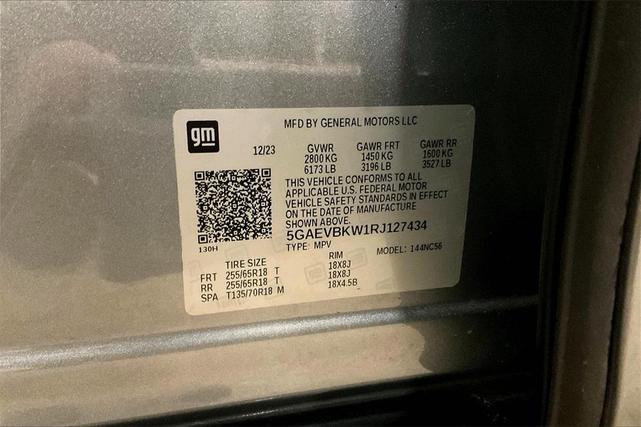 gm
MFD BY GENERAL MOTORS LLC
12/23 GVWR GAWR FRT GAWR RR
2800 KG 1450 KG 1600 KG
6173 LB 3196 LB 3527 LB
THIS VEHICLE CONFORMS TO ALL
APPLICABLE U.S. FEDERAL MOTOR
VEHICLE SAFETY STANDARDS IN EFFECT
ON THE DATE OF MANUFACTURE
SHOWN ABOVE.
5GAEVBKW1RJ127434
130H
TYPE: MPV MODEL: 144NC56
TIRE SIZE RIM
FRT 255/65R18 T 18X8J
RR 255/65R18 T 18X8J
SPA T135/70R18 M 18X4.5B